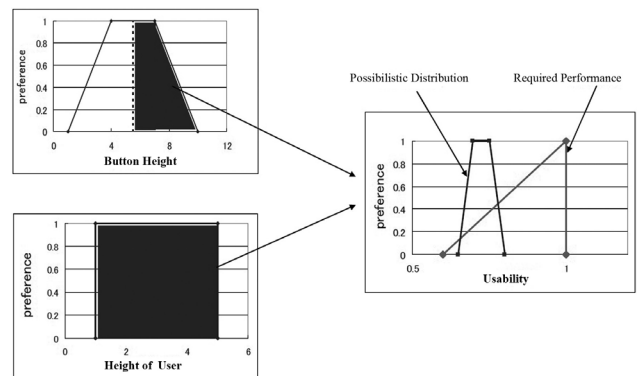 preference
1
0.8
0.6
0.4
0.2
0
0 6 12
Button Height
preference
1
0.8
0.6
0.4
0.2
0
0 2 4 6
Height of User
Possibilistic Distribution
Required Performance
preference
1
0.8
0.6
0.4
0.2
0
0.5 1
Usability